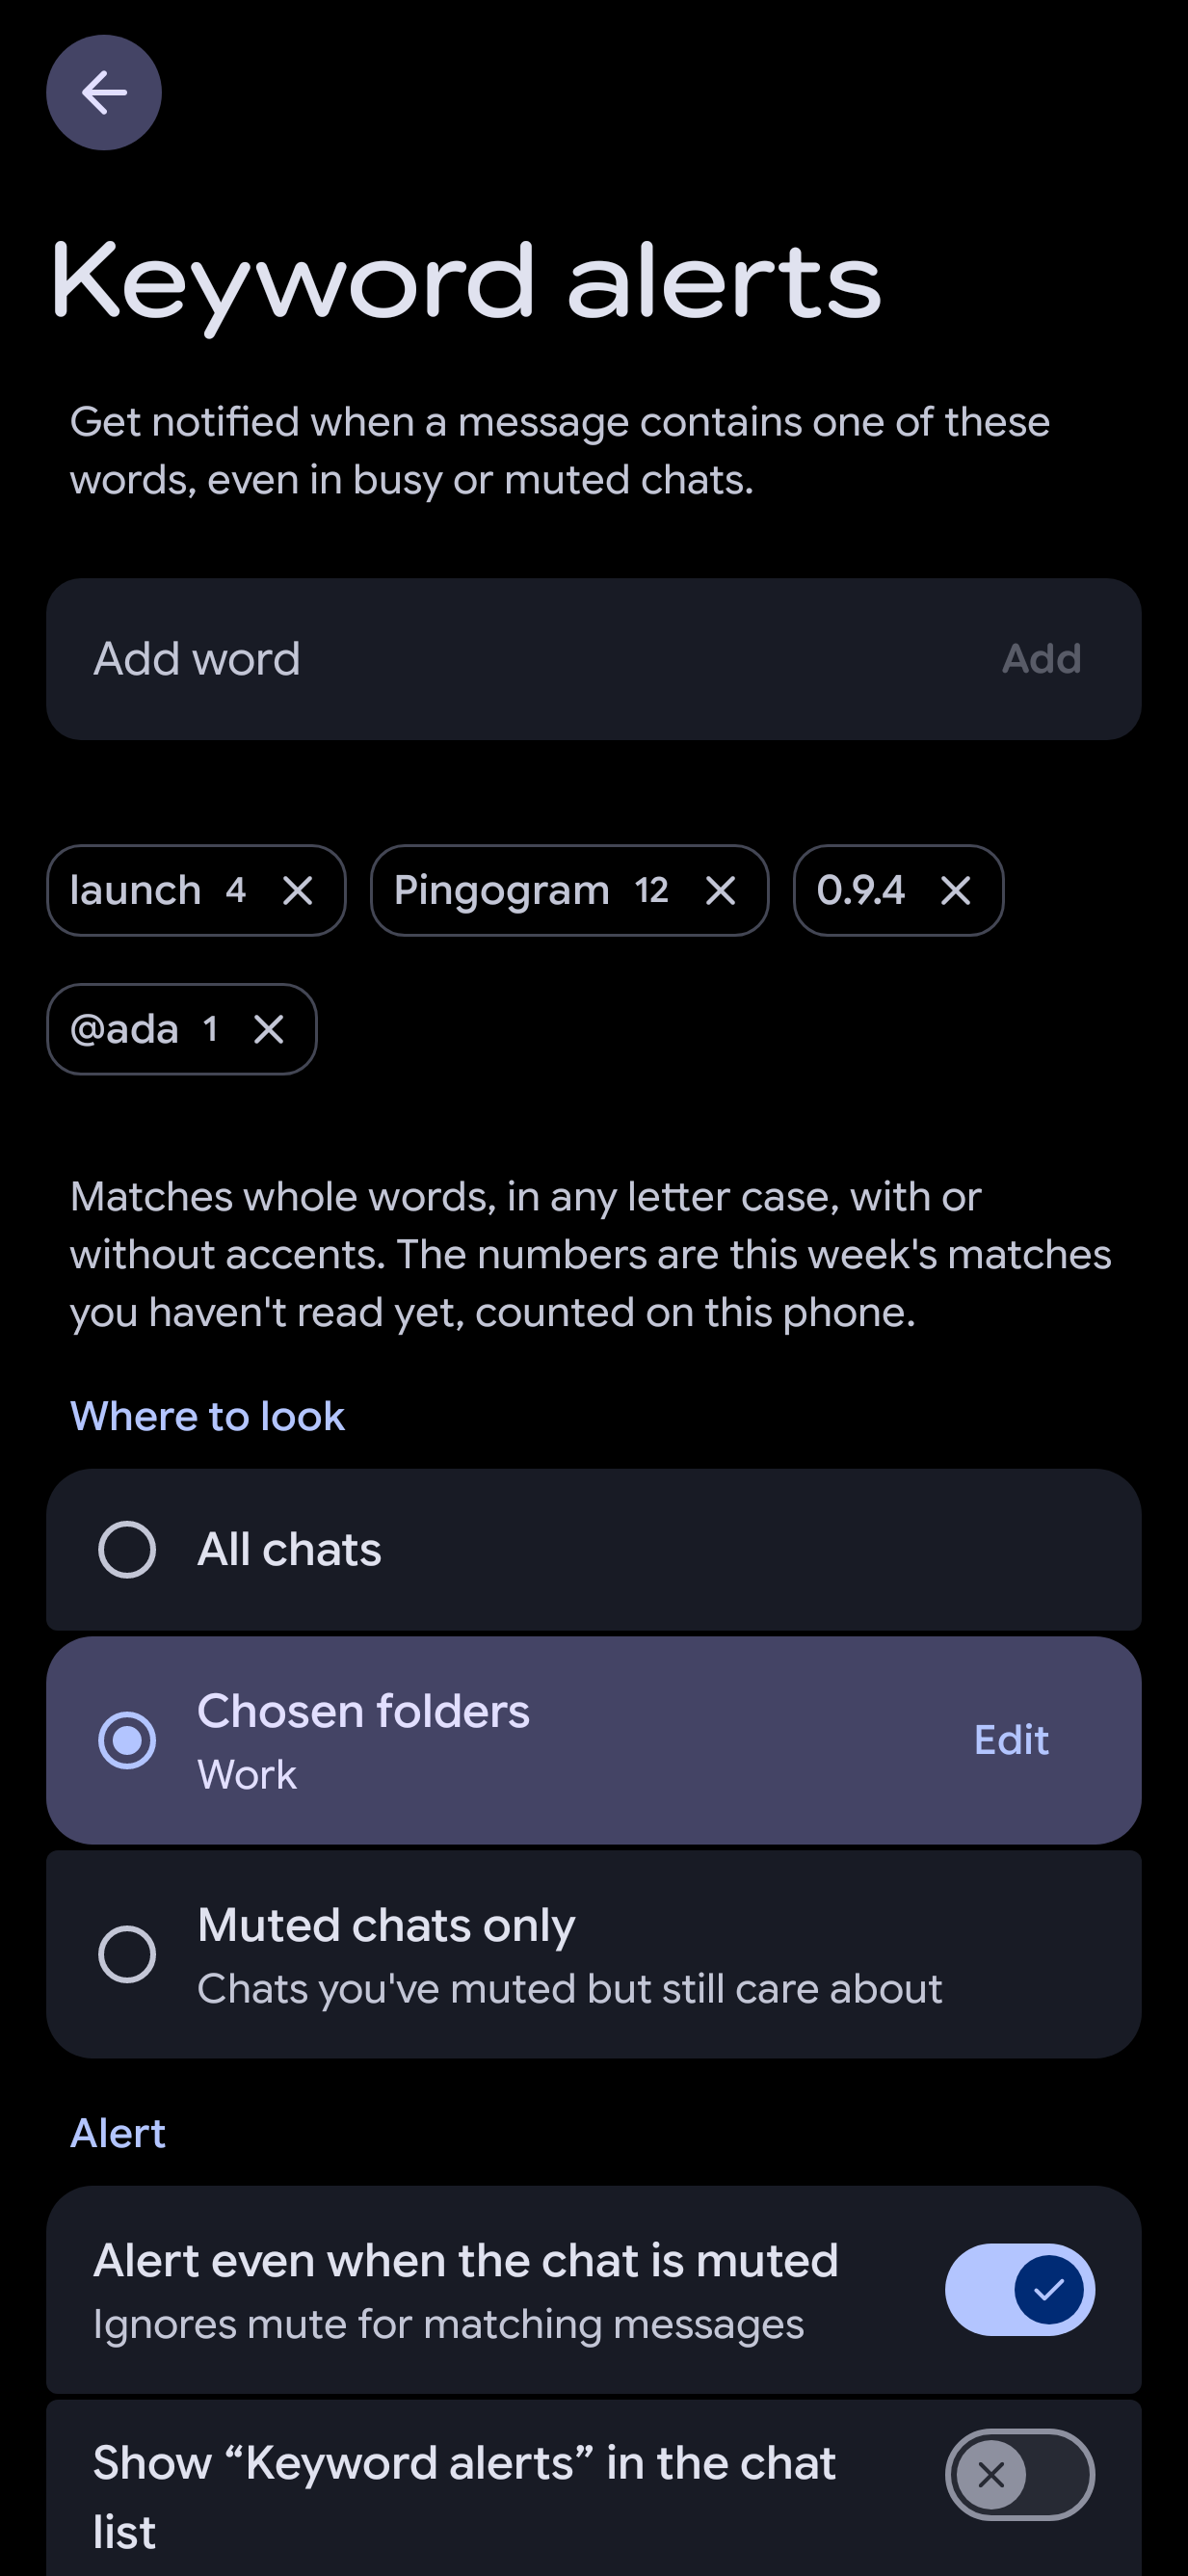 Keyword alerts
Get notified when a message contains one of these
words, even in busy or muted chats.
Add word Add
launch 4 Pingogram 12 0.9.4
@ada 1
Matches whole words, in any letter case, with or
without accents. The numbers are this week's matches
you haven't read yet, counted on this phone.
Where to look
All chats
Chosen folders
Work
Edit
Muted chats only
Chats you've muted but still care about
Alert
Alert even when the chat is muted
Ignores mute for matching messages
Show “Keyword alerts” in the chat
list